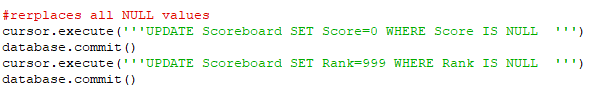 #rerplaces all NULL values
cursor.execute('''UPDATE Scoreboard SET Score=0 WHERE Score IS NULL  ''')
database.commit()
cursor.execute('''UPDATE Scoreboard SET Rank=999 WHERE Rank IS NULL  ''')
database.commit()